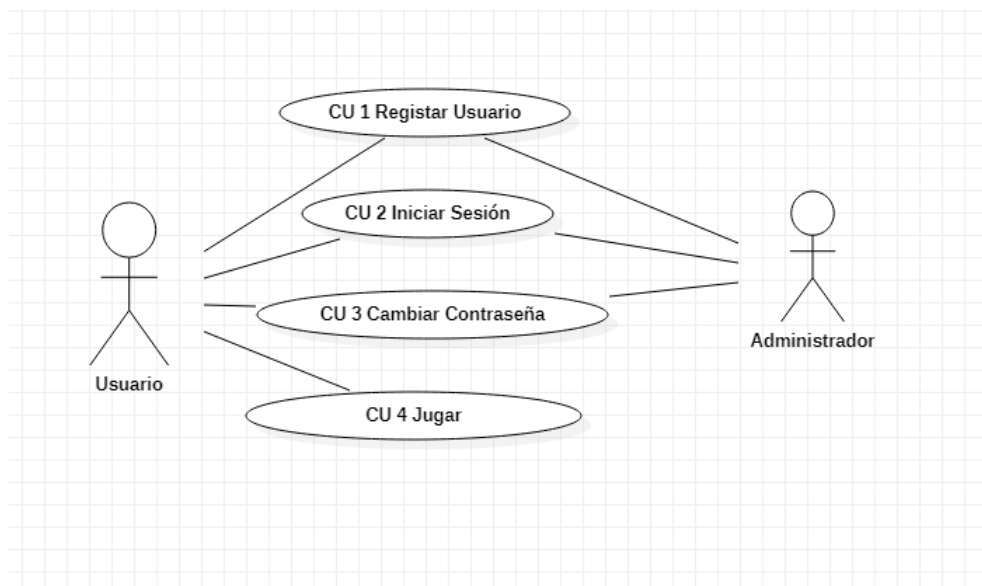 CU 1 Registar Usuario
CU 2 Iniciar Sesión
CU 3 Cambiar Contraseña
Administrador
Usuario
CU 4 Jugar